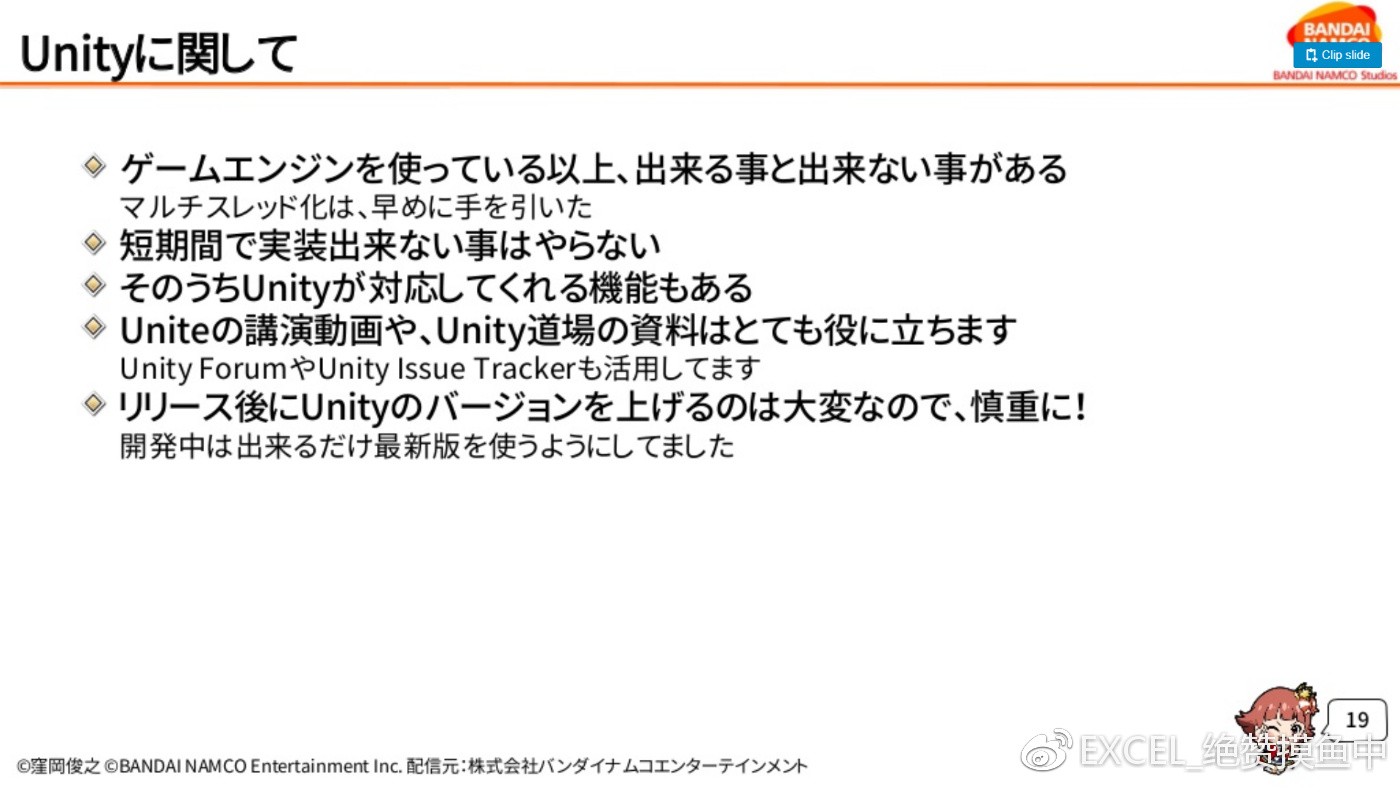 Unityに関して
BANDAI
NAMCO
Clip slide
BANDAI NAMCO Studios
ゲームエンジンを使っている以上、出来る事と出来ない事がある
マルチスレッド化は、早めに手を引いた
短期間で実装出来ない事はやらない
そのうちUnityが対応してくれる機能もある
Uniteの講演動画や、Unity道場の資料はとても役に立ちます
Unity ForumやUnity Issue Trackerも活用してます
リリース後にUnityのバージョンを上げるのは大変なので、慎重に!
開発中は出来るだけ最新版を使うようにしてました
19
EXCEL_绝赞摸鱼中
©窪岡俊之 ©BANDAI NAMCO Entertainment Inc. 配信元:株式会社バンダイナムコエンターテインメント